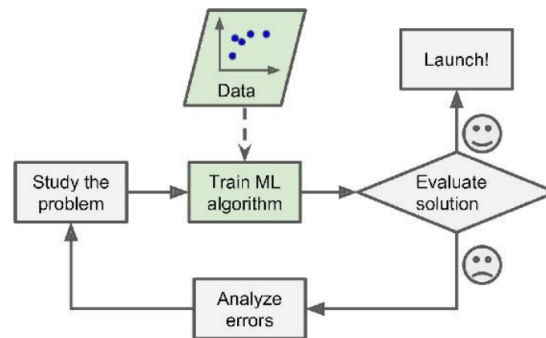 Data
Launch!
Study the
problem
Train ML
algorithm
Evaluate
solution
Analyze
errors